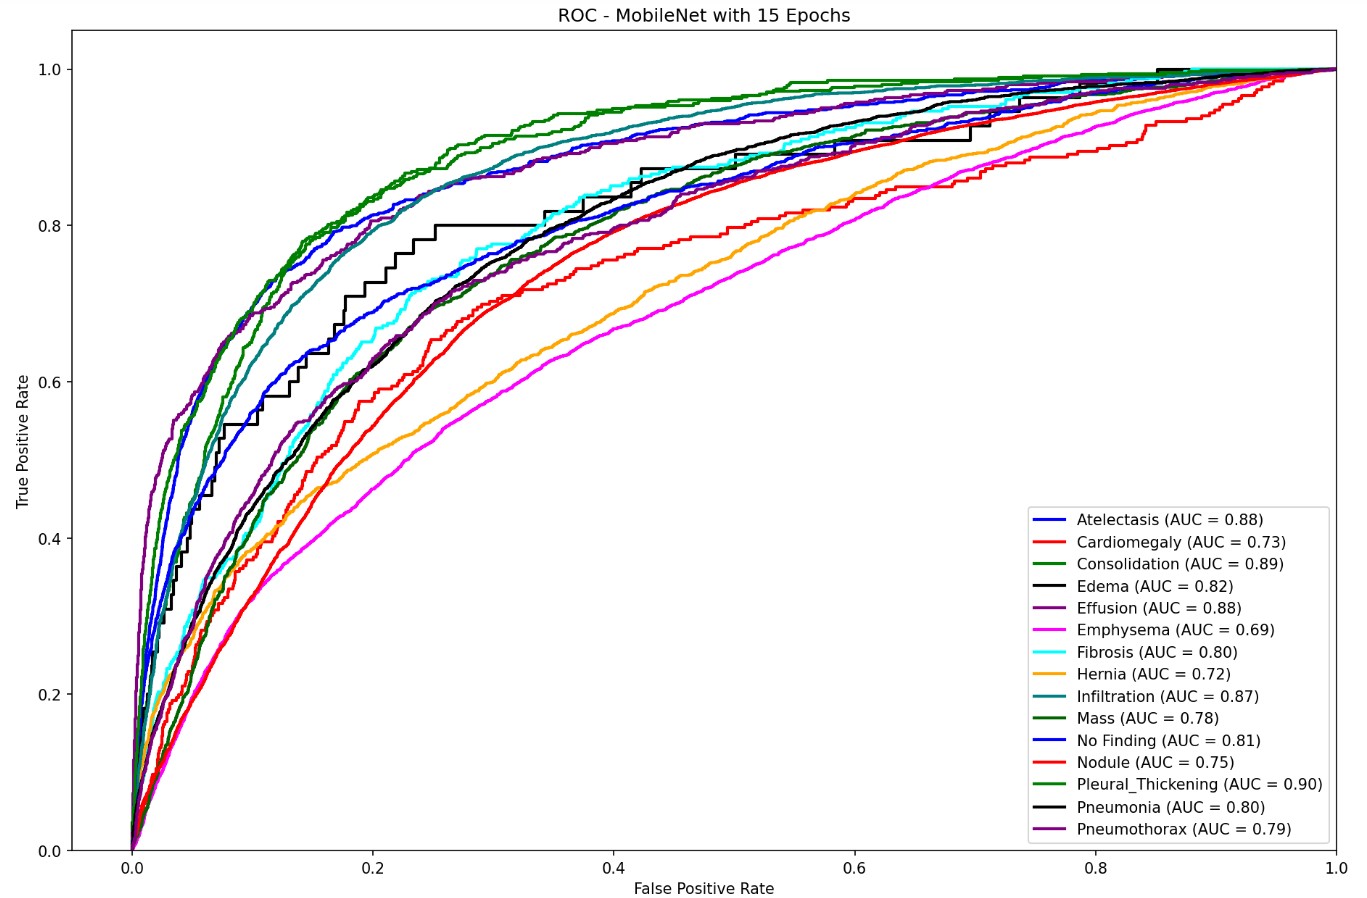 ROC - MobileNet with 15 Epochs
True Positive Rate
1.0
0.8
0.6
0.4
0.2
0.0
0.0 0.2 0.4 0.6 0.8 1.0
False Positive Rate
Atelectasis (AUC = 0.88)
Cardiomegaly (AUC = 0.73)
Consolidation (AUC = 0.89)
Edema (AUC = 0.82)
Effusion (AUC = 0.88)
Emphysema (AUC = 0.69)
Fibrosis (AUC = 0.80)
Hernia (AUC = 0.72)
Infiltration (AUC = 0.87)
Mass (AUC = 0.78)
No Finding (AUC = 0.81)
Nodule (AUC = 0.75)
Pleural_Thickening (AUC = 0.90)
Pneumonia (AUC = 0.80)
Pneumothorax (AUC = 0.79)